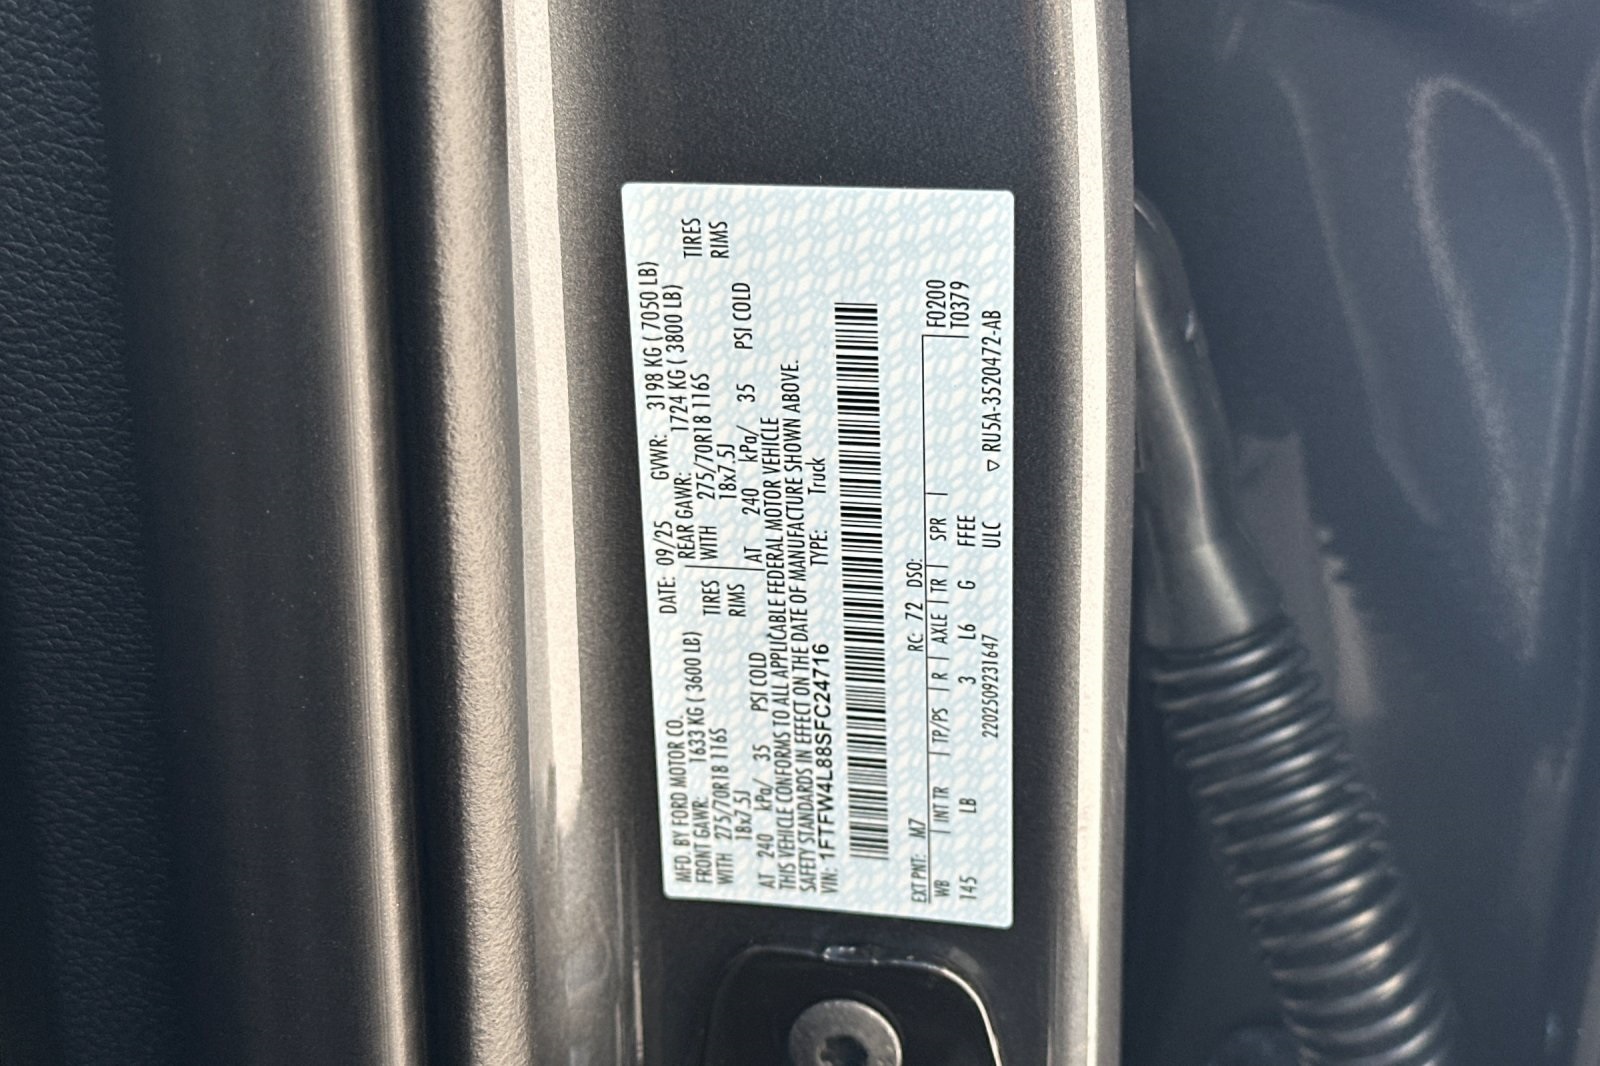 MFD. BY FORD MOTOR CO.
DATE: 09/25 GVWR: 3198 KG ( 7050 LB)
FRONT GAWR: 1633 KG ( 3600 LB)
REAR GAWR: 1724 KG ( 3800 LB)
WITH 275/70R18 116S TIRES
WITH 275/70R18 116S TIRES
18x7.5J RIMS
18x7.5J RIMS
AT 240 kPa/ 35 PSI COLD
AT 240 kPa/ 35 PSI COLD
THIS VEHICLE CONFORMS TO ALL APPLICABLE FEDERAL MOTOR VEHICLE
SAFETY STANDARDS IN EFFECT ON THE DATE OF MANUFACTURE SHOWN ABOVE.
VIN: 1FTFW4L88SFC24716 TYPE: Truck
EXT PNT: M7 RC: 72 DSO: F0200
WB INT TR TP/PS R AXLE TR SPR T0379
145 LB 3 L6 G FFEE
2202509231647 ULC ▽ RU5A-3520472-AB